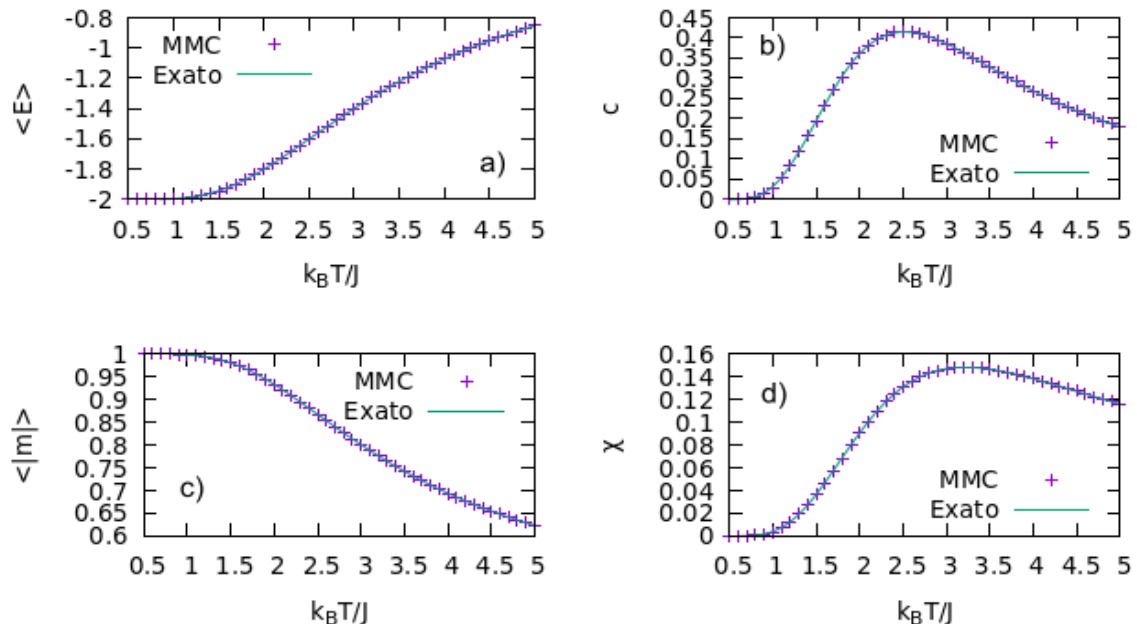 -0.8
-1
-1.2
-1.4
-1.6
-1.8
-2
<E>
MMC
Exato
a)
0.5 1 1.5 2 2.5 3 3.5 4 4.5 5
k_BT/J
0.45
0.4
0.35
0.3
0.25
0.2
0.15
0.1
0.05
0
c
b)
MMC
Exato
0.5 1 1.5 2 2.5 3 3.5 4 4.5 5
k_BT/J
1
0.95
0.9
0.85
0.8
0.75
0.7
0.65
0.6
<|m|>
MMC
Exato
c)
0.5 1 1.5 2 2.5 3 3.5 4 4.5 5
k_BT/J
0.16
0.14
0.12
0.1
0.08
0.06
0.04
0.02
0
χ
d)
MMC
Exato
0.5 1 1.5 2 2.5 3 3.5 4 4.5 5
k_BT/J